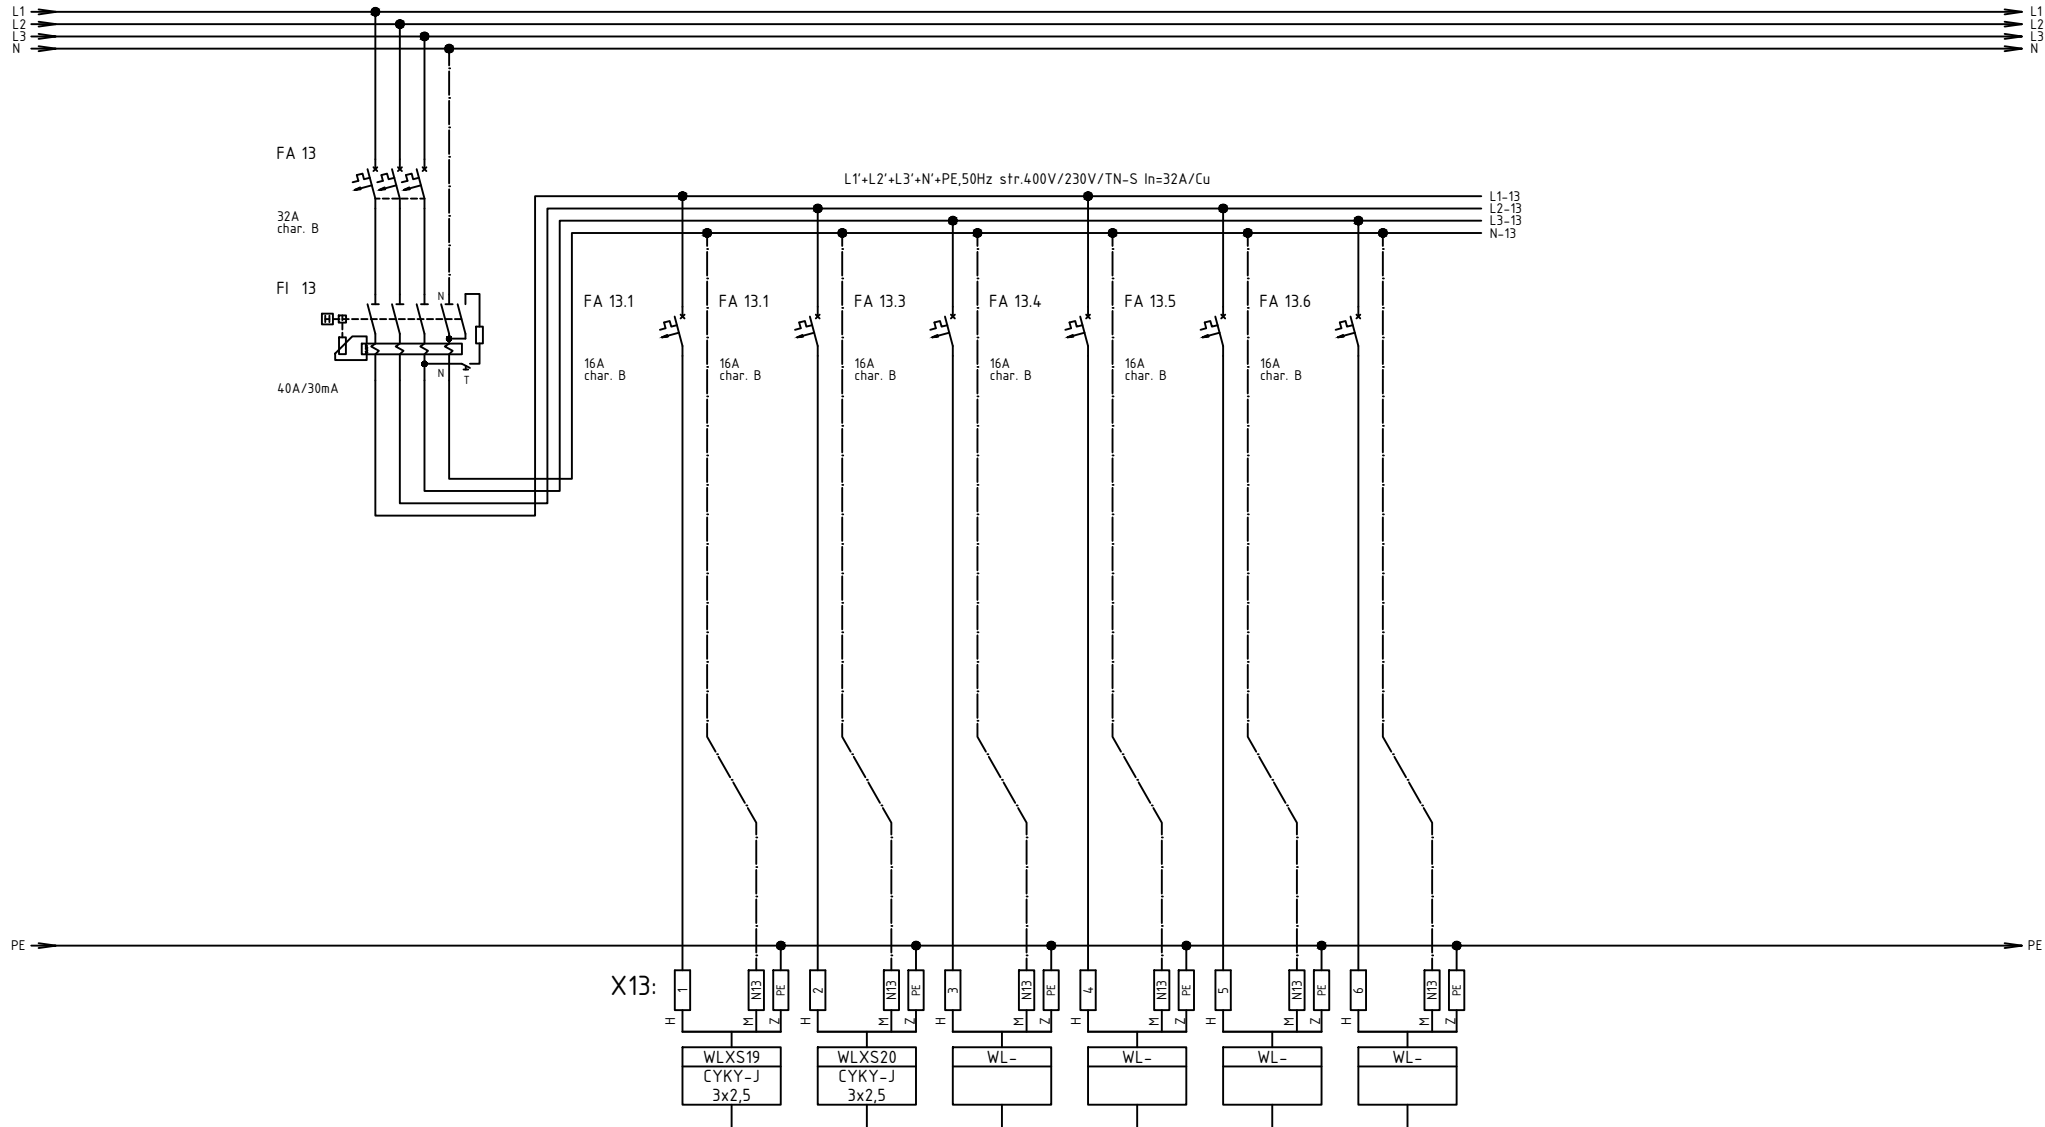 L1 L1
L2 L2
L3 L3
N N
FA 13
32A
char. B
FI 13
N
N
T
40A/30mA
L1'+L2'+L3'+N'+PE,50Hz str.400V/230V/TN-S In=32A/Cu
L1-13
L2-13
L3-13
N-13
FA 13.1 FA 13.1 FA 13.3 FA 13.4 FA 13.5 FA 13.6
16A 16A 16A 16A 16A 16A
char. B char. B char. B char. B char. B char. B
PE PE
X13: 1 N13 PE 2 N13 PE 3 N13 PE 4 N13 PE 5 N13 PE 6 N13 PE
H M Z H M Z H M Z H M Z H M Z H M Z
WLXS19 WLXS20 WL- WL- WL- WL-
CYKY-J CYKY-J
3x2,5 3x2,5